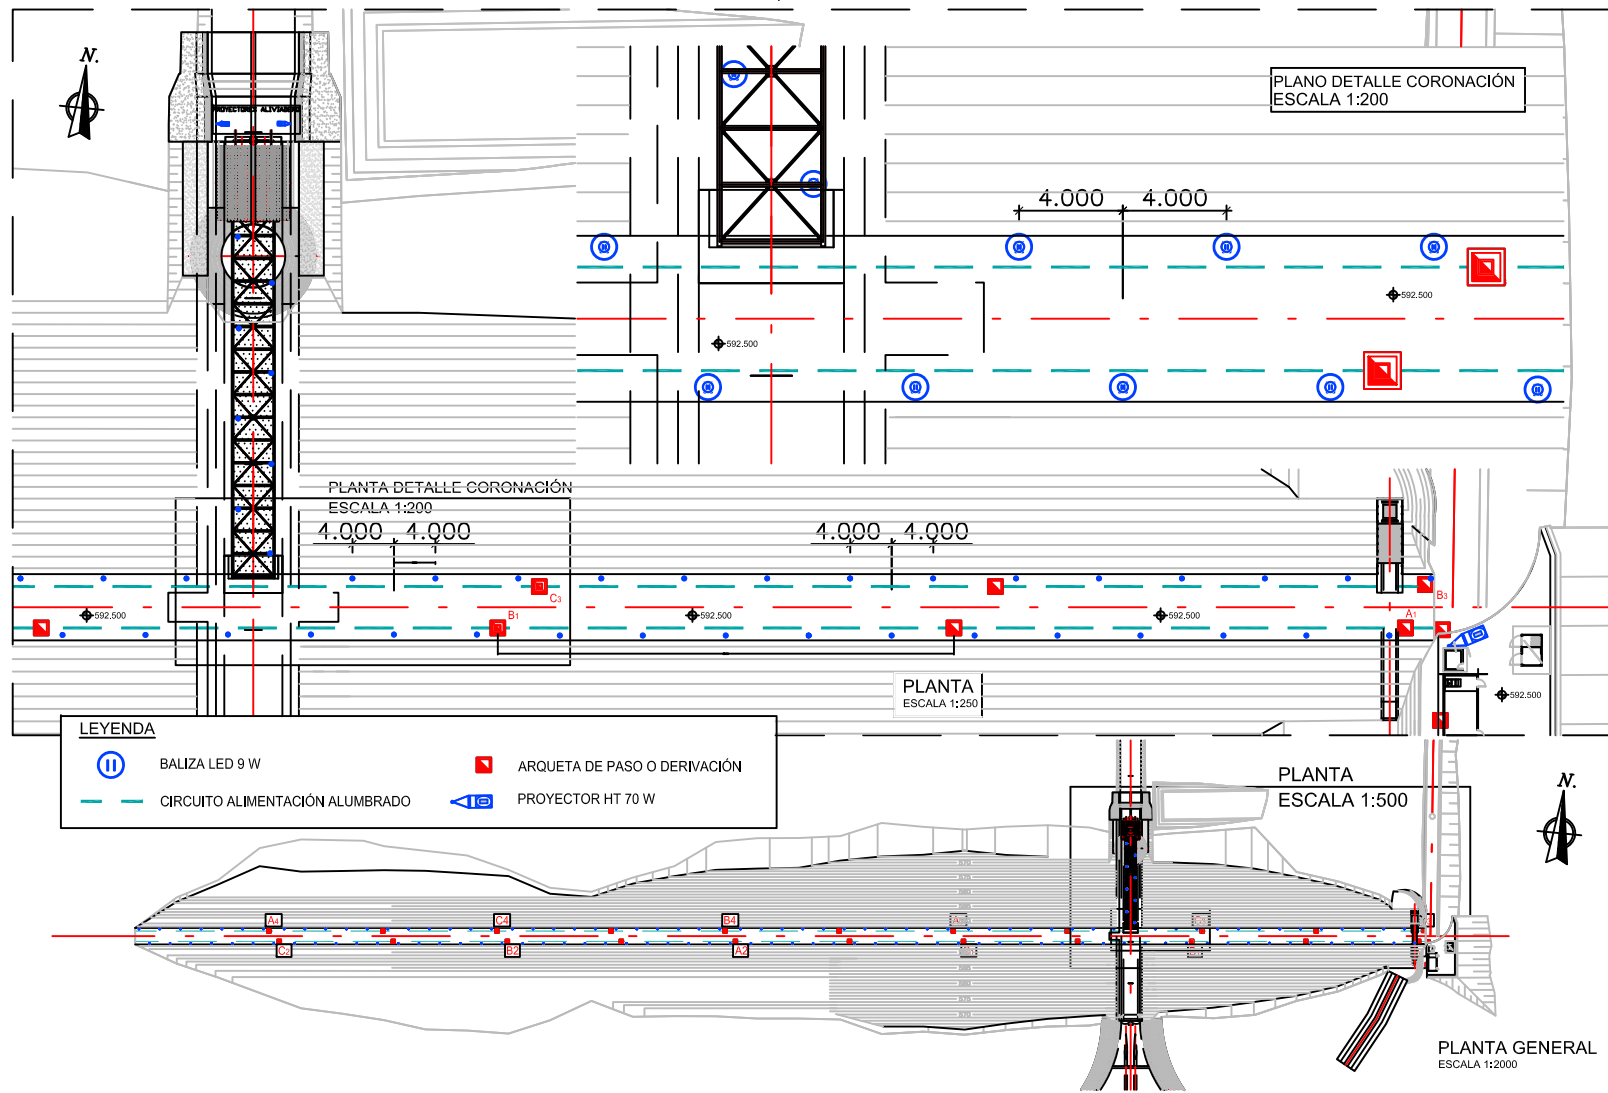 N.
PROYECTORES ALIVIADERO
PLANO DETALLE CORONACIÓN
ESCALA 1:200
4.000 4.000
592.500
592.500
PLANTA DETALLE CORONACIÓN
ESCALA 1:200
4.000 4.000
4.000 4.000
C3
B1
B3
A1
592.500
592.500
592.500
592.500
PLANTA
ESCALA 1:250
LEYENDA
BALIZA LED 9 W
ARQUETA DE PASO O DERIVACIÓN
CIRCUITO ALIMENTACIÓN ALUMBRADO
PROYECTOR HT 70 W
PLANTA
ESCALA 1:500
N.
A4
C4
B4
C2
B2
A2
PLANTA GENERAL
ESCALA 1:2000